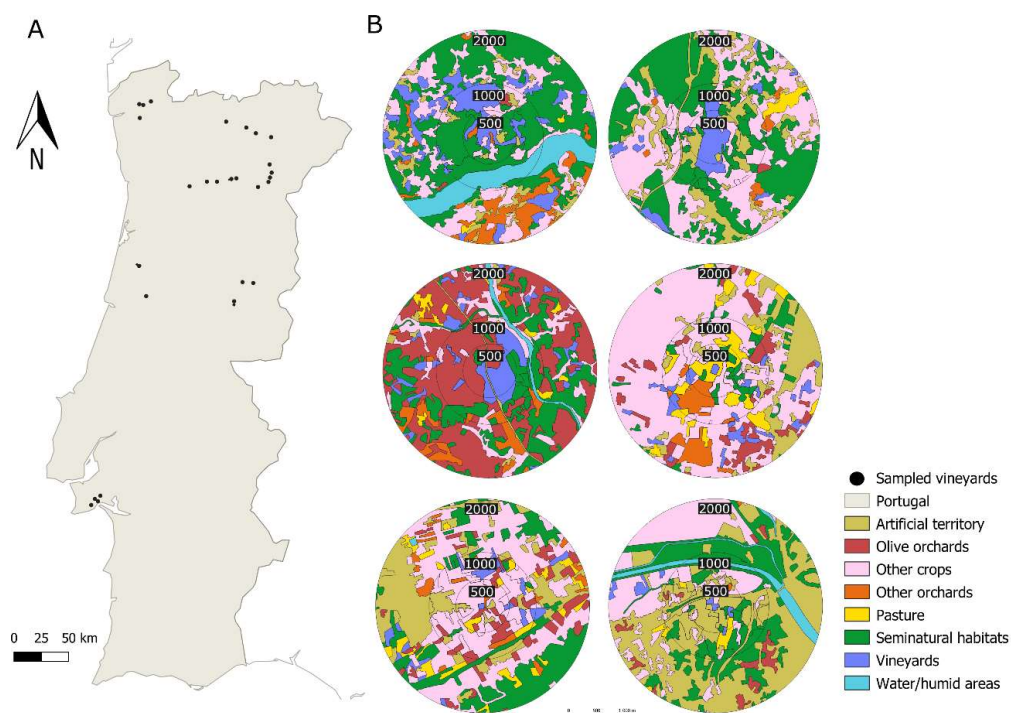 A
N
0 25 50 km
B
2000
1000
500
2000
1000
500
2000
1000
500
2000
1000
500
2000
1000
500
2000
1000
500
Sampled vineyards
Portugal
Artificial territory
Olive orchards
Other crops
Other orchards
Pasture
Seminatural habitats
Vineyards
Water/humid areas